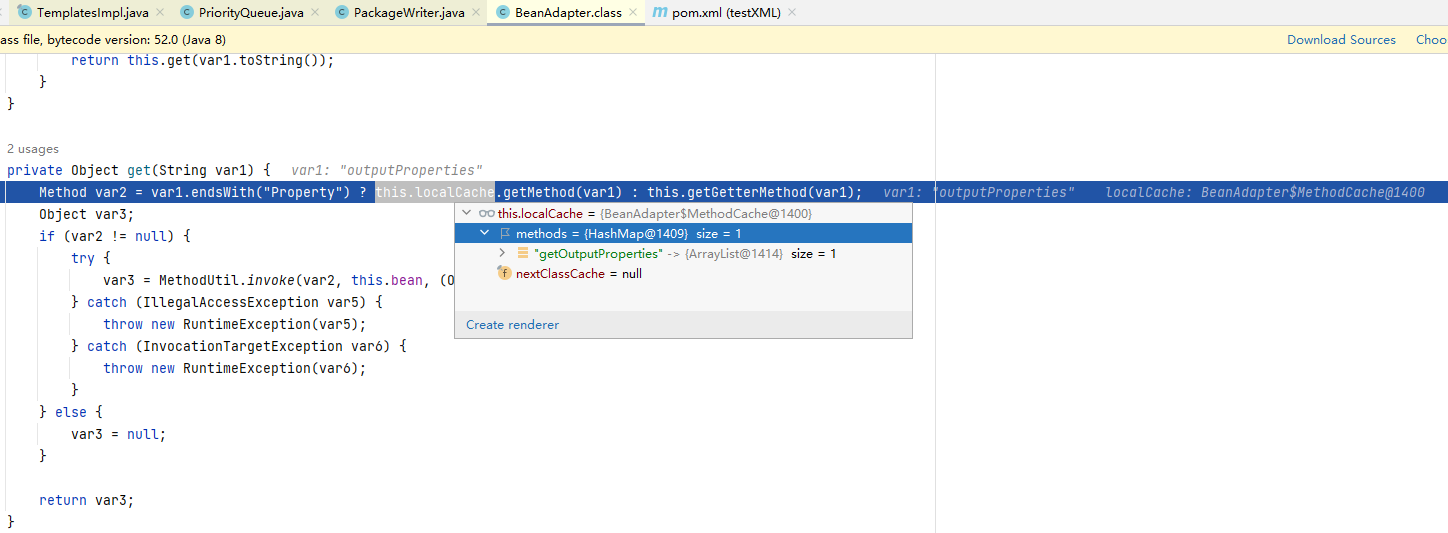 TemplatesImpl.java PriorityQueue.java PackageWriter.java BeanAdapter.class pom.xml (testXML)
ass file, bytecode version: 52.0 (Java 8) Download Sources Choo
return this.get(var1.toString());
}
}
2 usages
private Object get(String var1) { var1: "outputProperties"
Method var2 = var1.endsWith("Property") ? this.localCache.getMethod(var1) : this.getGetterMethod(var1); var1: "outputProperties" localCache: BeanAdapter$MethodCache@1400
Object var3;
this.localCache = {BeanAdapter$MethodCache@1400}
if (var2 != null) {
methods = {HashMap@1409} size = 1
try {
"getOutputProperties" -> {ArrayList@1414} size = 1
var3 = MethodUtil.invoke(var2, this.bean, (O
nextClassCache = null
} catch (IllegalAccessException var5) {
throw new RuntimeException(var5);
Create renderer
} catch (InvocationTargetException var6) {
throw new RuntimeException(var6);
}
} else {
var3 = null;
}
return var3;
}